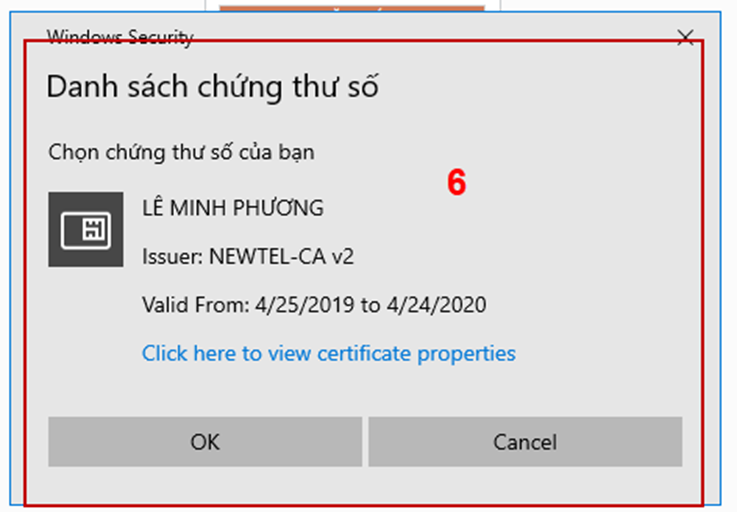 Windows Security
Danh sách chứng thư số
Chọn chứng thư số của bạn
6
LÊ MINH PHƯƠNG
Issuer: NEWTEL-CA v2
Valid From: 4/25/2019 to 4/24/2020
Click here to view certificate properties
OK
Cancel